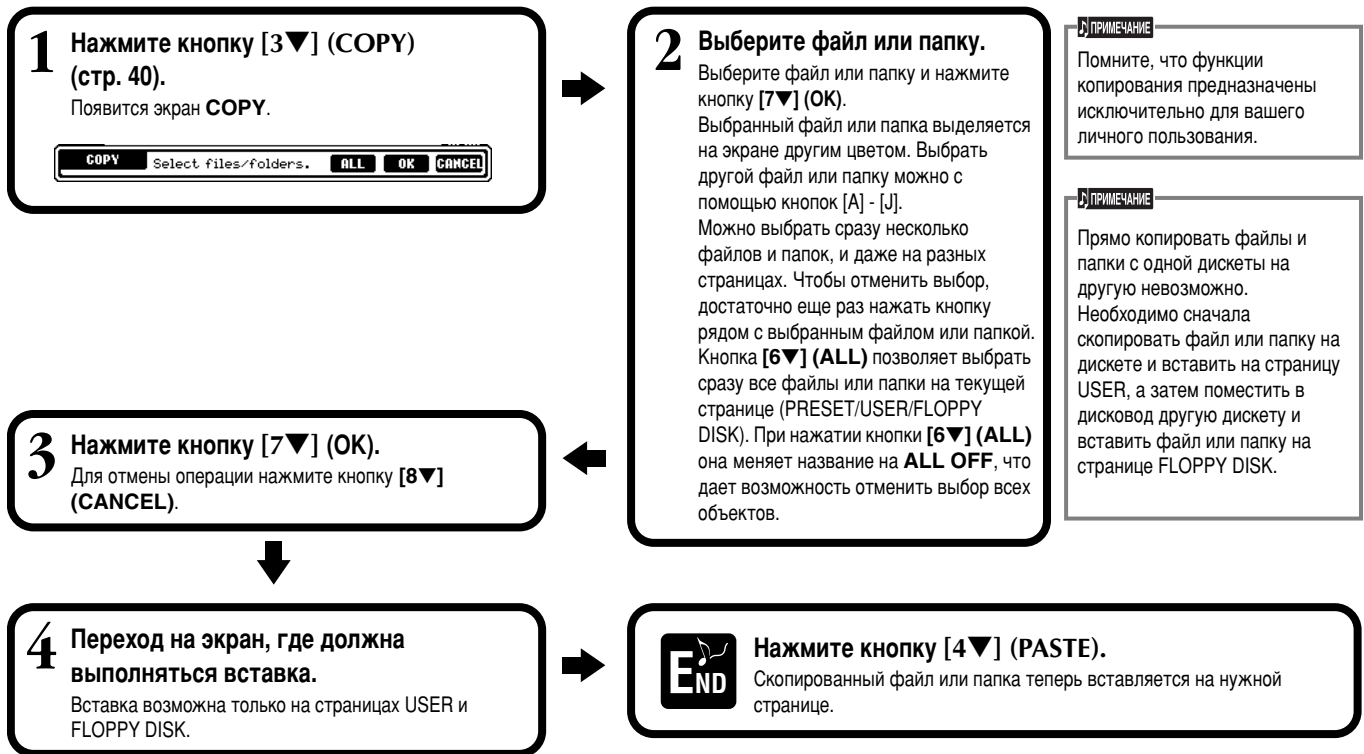 1 Нажмите кнопку [3▼] (COPY)
(стр. 40).
Появится экран COPY.
COPY Select files/folders. ALL OK CANCEL
2 Выберите файл или папку.
Выберите файл или папку и нажмите
кнопку [7▼] (OK).
Выбранный файл или папка выделяется
на экране другим цветом. Выбрать
другой файл или папку можно с
помощью кнопок [A] - [J].
Можно выбрать сразу несколько
файлов и папок, и даже на разных
страницах. Чтобы отменить выбор,
достаточно еще раз нажать кнопку
рядом с выбранным файлом или папкой.
Кнопка [6▼] (ALL) позволяет выбрать
сразу все файлы или папки на текущей
странице (PRESET/USER/FLOPPY
DISK). При нажатии кнопки [6▼] (ALL)
она меняет название на ALL OFF, что
дает возможность отменить выбор всех
объектов.
ПРИМЕЧАНИЕ
Помните, что функции
копирования предназначены
исключительно для вашего
личного пользования.
ПРИМЕЧАНИЕ
Прямо копировать файлы и
папки с одной дискеты на
другую невозможно.
Необходимо сначала
скопировать файл или папку на
дискете и вставить на страницу
USER, а затем поместить в
дисковод другую дискету и
вставить файл или папку на
странице FLOPPY DISK.
3 Нажмите кнопку [7▼] (OK).
Для отмены операции нажмите кнопку [8▼]
(CANCEL).
4 Переход на экран, где должна
выполняться вставка.
Вставка возможна только на страницах USER и
FLOPPY DISK.
END
Нажмите кнопку [4▼] (PASTE).
Скопированный файл или папка теперь вставляется на нужной
странице.